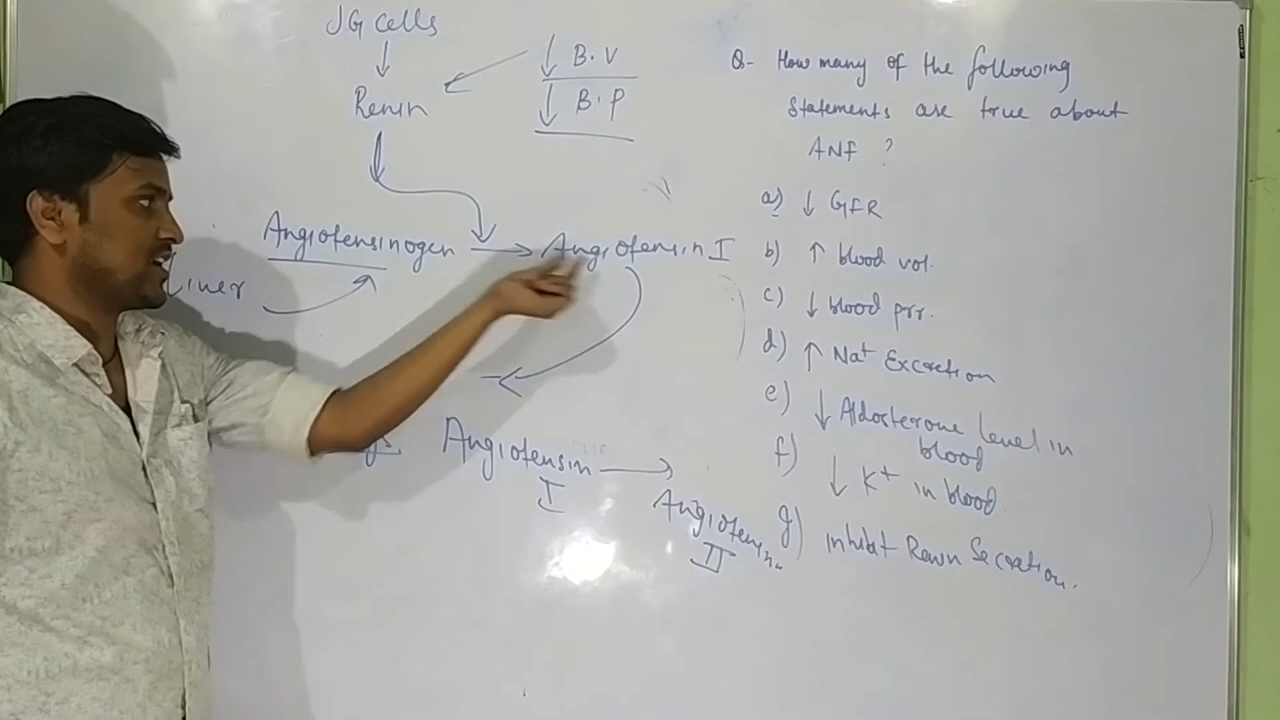 JG cells
Renin
↓ B.V
↓ B.P
Angiotensinogen → Angiotensin I
Liver
Angiotensin → 
I
Angiotensin
II
Q- How many of the following
Statements are true about
ANF ?
a) ↓ GFR
b) ↑ blood vol.
c) ↓ blood prr.
d) ↑ Na+ Excretion
e) ↓ Aldosterone level in
blood
f) ↓ K+ in blood
g) inhibit Renin Secretion.